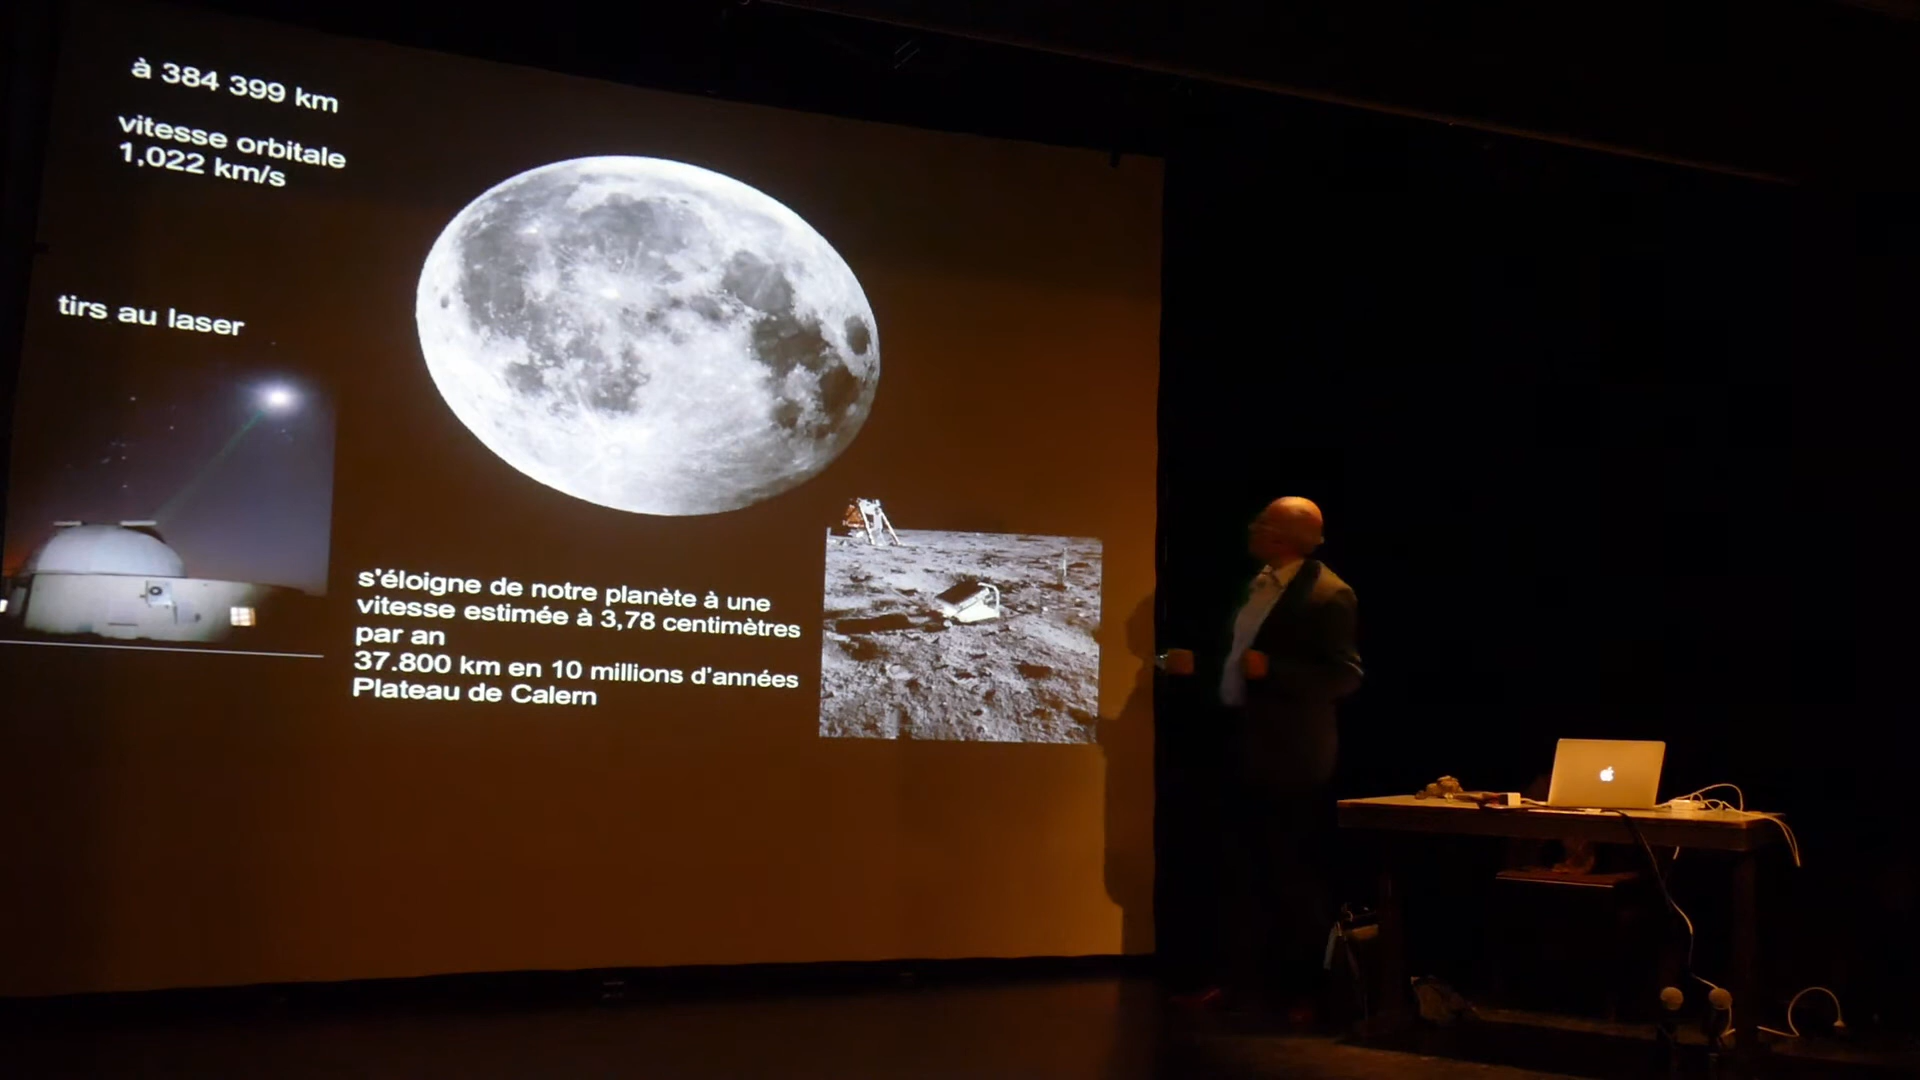 à 384 399 km
vitesse orbitale
1,022 km/s
tirs au laser
s'éloigne de notre planète à une
vitesse estimée à 3,78 centimètres
par an
37.800 km en 10 millions d'années
Plateau de Calern